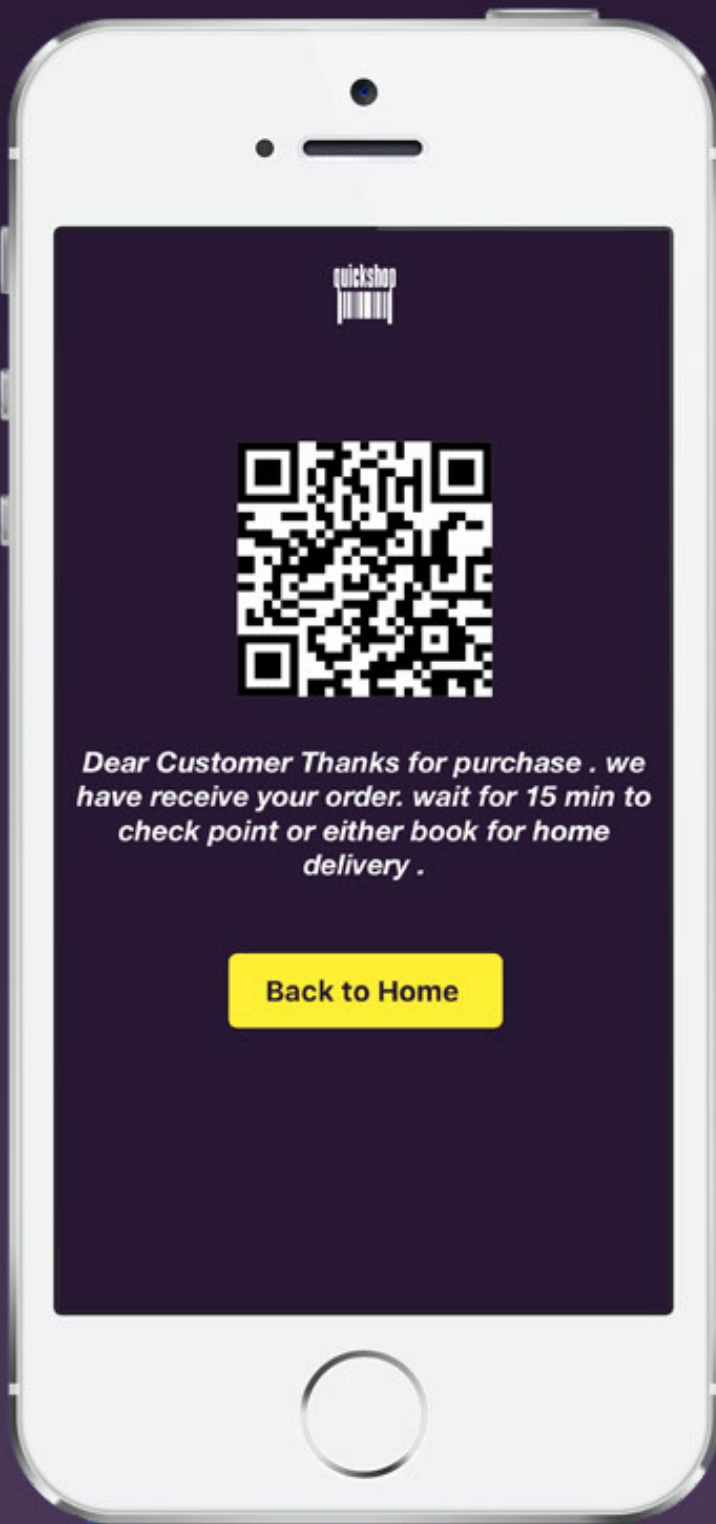 quickshop
Dear Customer Thanks for purchase . we
have receive your order. wait for 15 min to
check point or either book for home
delivery .
Back to Home